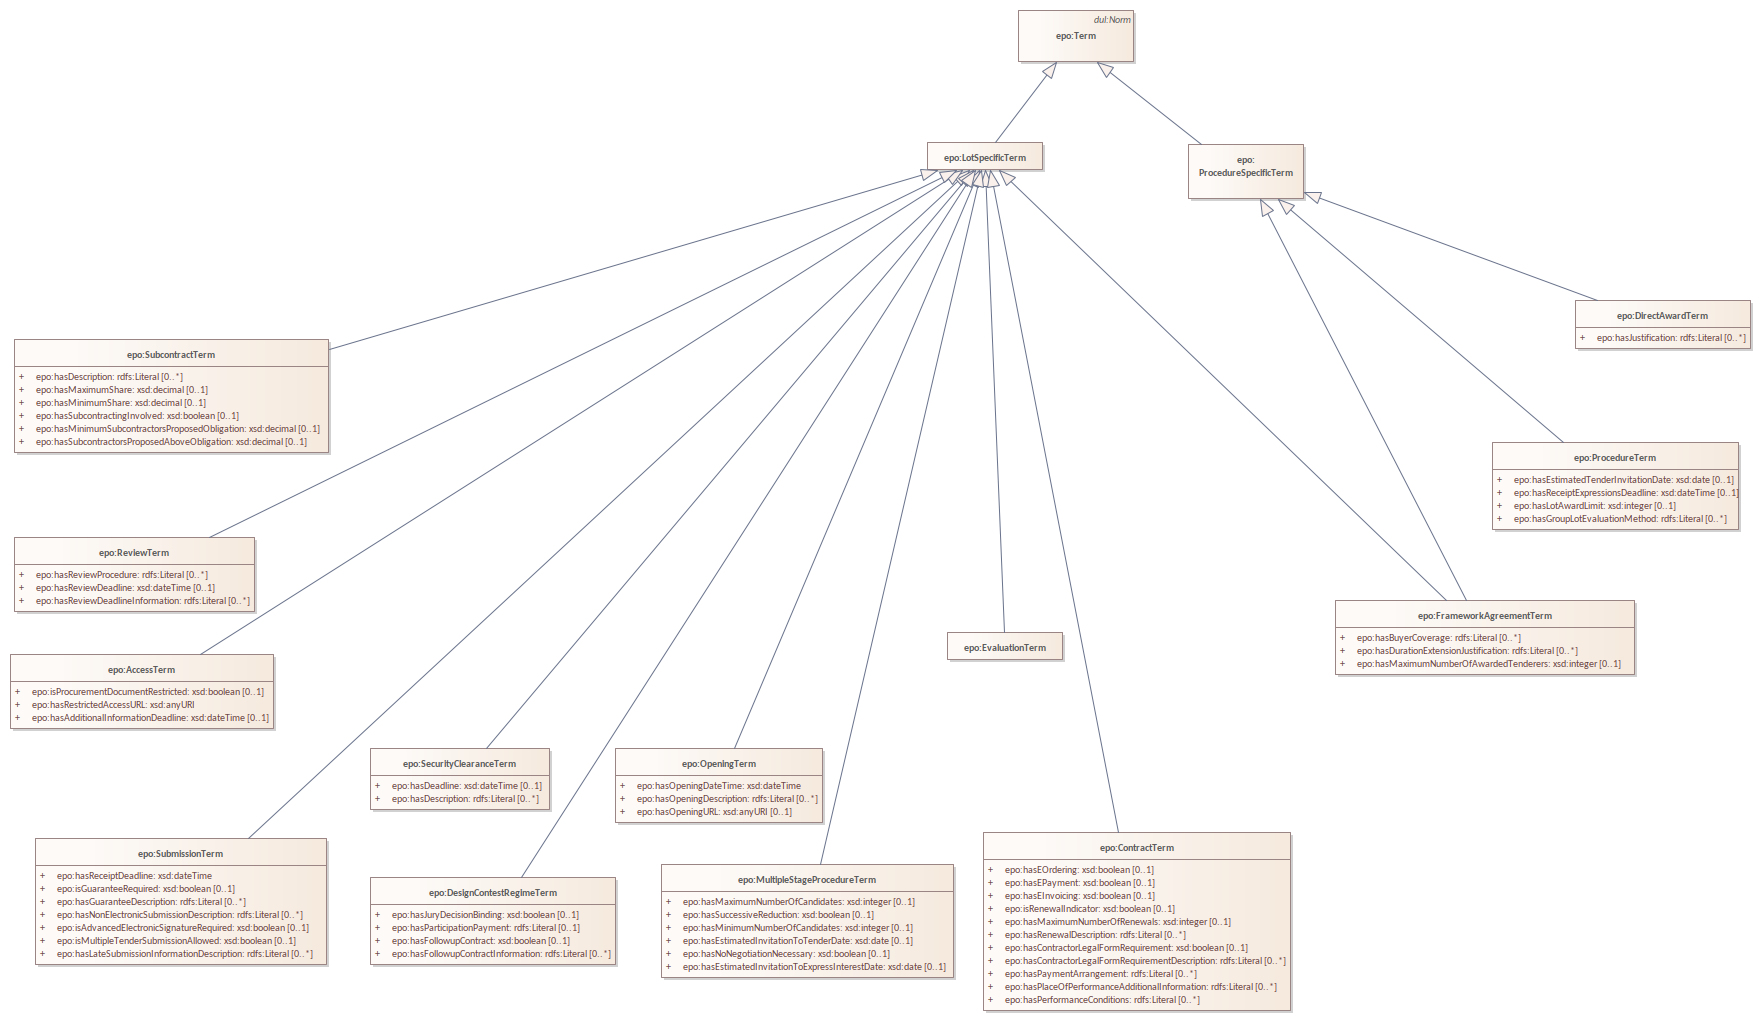 dul:Norm
epo:Term
epo:LotSpecificTerm
epo:
ProcedureSpecificTerm
epo:DirectAwardTerm
+ epo:hasJustification: rdfs:Literal [0..*]
epo:SubcontractTerm
+ epo:hasDescription: rdfs:Literal [0..*]
+ epo:hasMaximumShare: xsd:decimal [0..1]
+ epo:hasMinimumShare: xsd:decimal [0..1]
+ epo:hasSubcontractingInvolved: xsd:boolean [0..1]
+ epo:hasMinimumSubcontractorsProposedObligation: xsd:decimal [0..1]
+ epo:hasSubcontractorsProposedAboveObligation: xsd:decimal [0..1]
epo:ProcedureTerm
+ epo:hasEstimatedTenderInvitationDate: xsd:date [0..1]
+ epo:hasReceiptExpressionsDeadline: xsd:dateTime [0..1]
+ epo:hasLotAwardLimit: xsd:integer [0..1]
+ epo:hasGroupLotEvaluationMethod: rdfs:Literal [0..*]
epo:ReviewTerm
+ epo:hasReviewProcedure: rdfs:Literal [0..*]
+ epo:hasReviewDeadline: xsd:dateTime [0..1]
+ epo:hasReviewDeadlineInformation: rdfs:Literal [0..*]
epo:FrameworkAgreementTerm
+ epo:hasBuyerCoverage: rdfs:Literal [0..*]
+ epo:hasDurationExtensionJustification: rdfs:Literal [0..*]
+ epo:hasMaximumNumberOfAwardedTenderers: xsd:integer [0..1]
epo:EvaluationTerm
epo:AccessTerm
+ epo:isProcurementDocumentRestricted: xsd:boolean [0..1]
+ epo:hasRestrictedAccessURL: xsd:anyURI
+ epo:hasAdditionalInformationDeadline: xsd:dateTime [0..1]
epo:SecurityClearanceTerm
+ epo:hasDeadline: xsd:dateTime [0..1]
+ epo:hasDescription: rdfs:Literal [0..*]
epo:OpeningTerm
+ epo:hasOpeningDateTime: xsd:dateTime
+ epo:hasOpeningDescription: rdfs:Literal [0..*]
+ epo:hasOpeningURL: xsd:anyURI [0..1]
epo:SubmissionTerm
+ epo:hasReceiptDeadline: xsd:dateTime
+ epo:isGuaranteeRequired: xsd:boolean [0..1]
+ epo:hasGuaranteeDescription: rdfs:Literal [0..*]
+ epo:hasNonElectronicSubmissionDescription: rdfs:Literal [0..*]
+ epo:isAdvancedElectronicSignatureRequired: xsd:boolean [0..1]
+ epo:isMultipleTenderSubmissionAllowed: xsd:boolean [0..1]
+ epo:hasLateSubmissionInformationDescription: rdfs:Literal [0..*]
epo:DesignContestRegimeTerm
+ epo:hasJuryDecisionBinding: xsd:boolean [0..1]
+ epo:hasParticipationPayment: rdfs:Literal [0..1]
+ epo:hasFollowupContract: xsd:boolean [0..1]
+ epo:hasFollowupContractInformation: rdfs:Literal [0..*]
epo:MultipleStageProcedureTerm
+ epo:hasMaximumNumberOfCandidates: xsd:integer [0..1]
+ epo:hasSuccessiveReduction: xsd:boolean [0..1]
+ epo:hasMinimumNumberOfCandidates: xsd:integer [0..1]
+ epo:hasEstimatedInvitationToTenderDate: xsd:date [0..1]
+ epo:hasNoNegotiationNecessary: xsd:boolean [0..1]
+ epo:hasEstimatedInvitationToExpressInterestDate: xsd:date [0..1]
epo:ContractTerm
+ epo:hasEOrdering: xsd:boolean [0..1]
+ epo:hasEPayment: xsd:boolean [0..1]
+ epo:hasEInvoicing: xsd:boolean [0..1]
+ epo:isRenewalIndicator: xsd:boolean [0..1]
+ epo:hasMaximumNumberOfRenewals: xsd:integer [0..1]
+ epo:hasRenewalDescription: rdfs:Literal [0..*]
+ epo:hasContractorLegalFormRequirement: xsd:boolean [0..1]
+ epo:hasContractorLegalFormRequirementDescription: rdfs:Literal [0..*]
+ epo:hasPaymentArrangement: rdfs:Literal [0..*]
+ epo:hasPlaceOfPerformanceAdditionalInformation: rdfs:Literal [0..*]
+ epo:hasPerformanceConditions: rdfs:Literal [0..*]